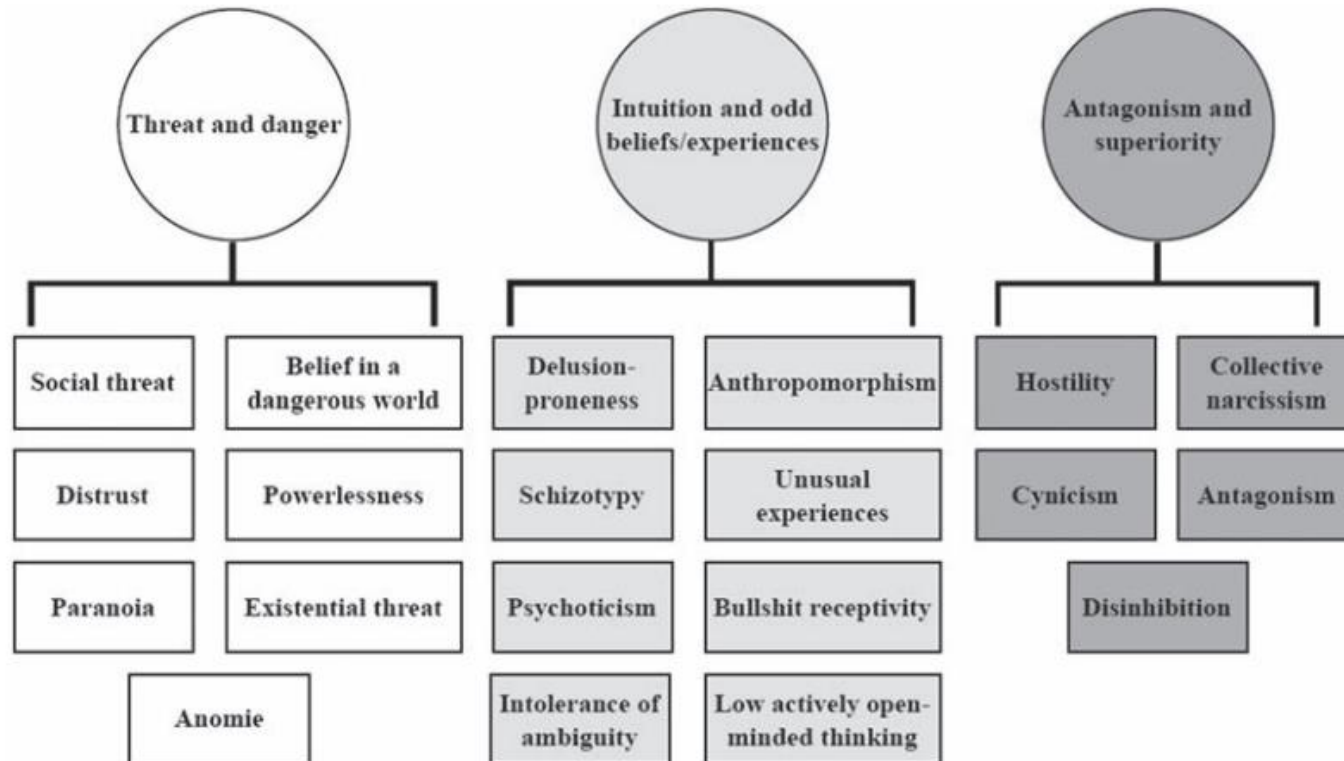 Threat and danger
Intuition and odd
beliefs/experiences
Antagonism and
superiority
Social threat
Belief in a
dangerous world
Distrust
Powerlessness
Paranoia
Existential threat
Anomie
Delusion-
proneness
Anthropomorphism
Schizotypy
Unusual
experiences
Psychoticism
Bullshit receptivity
Intolerance of
ambiguity
Low actively open-
minded thinking
Hostility
Collective
narcissism
Cynicism
Antagonism
Disinhibition